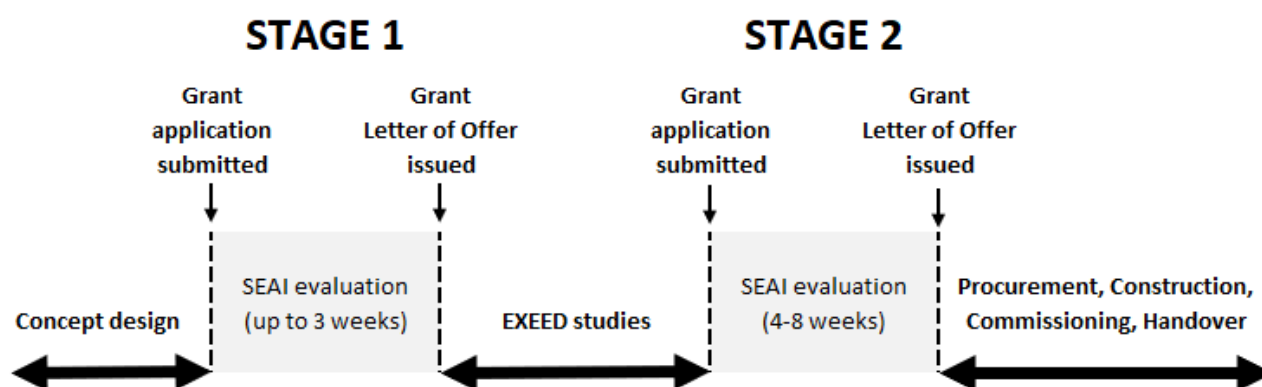 STAGE 1
STAGE 2
Grant
application
submitted
Grant
Letter of Offer
issued
Grant
application
submitted
Grant
Letter of Offer
issued
Concept design
SEAI evaluation
(up to 3 weeks)
EXEED studies
SEAI evaluation
(4-8 weeks)
Procurement, Construction,
Commissioning, Handover